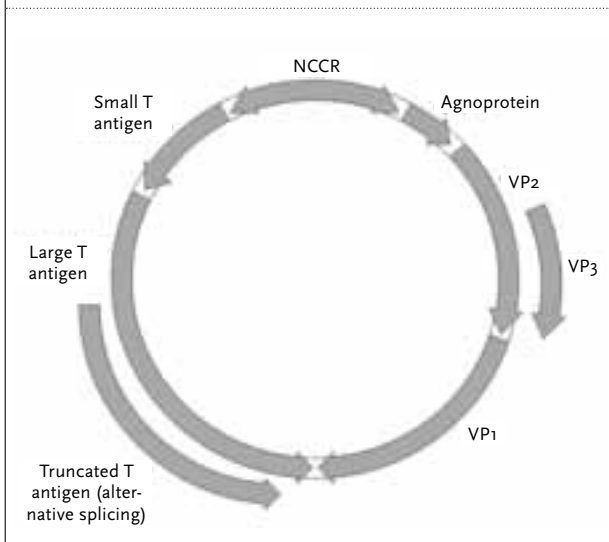 NCCR
Small T
antigen
Agnoprotein
VP2
Large T
antigen
VP3
VP1
Truncated T
antigen (alter-
native splicing)